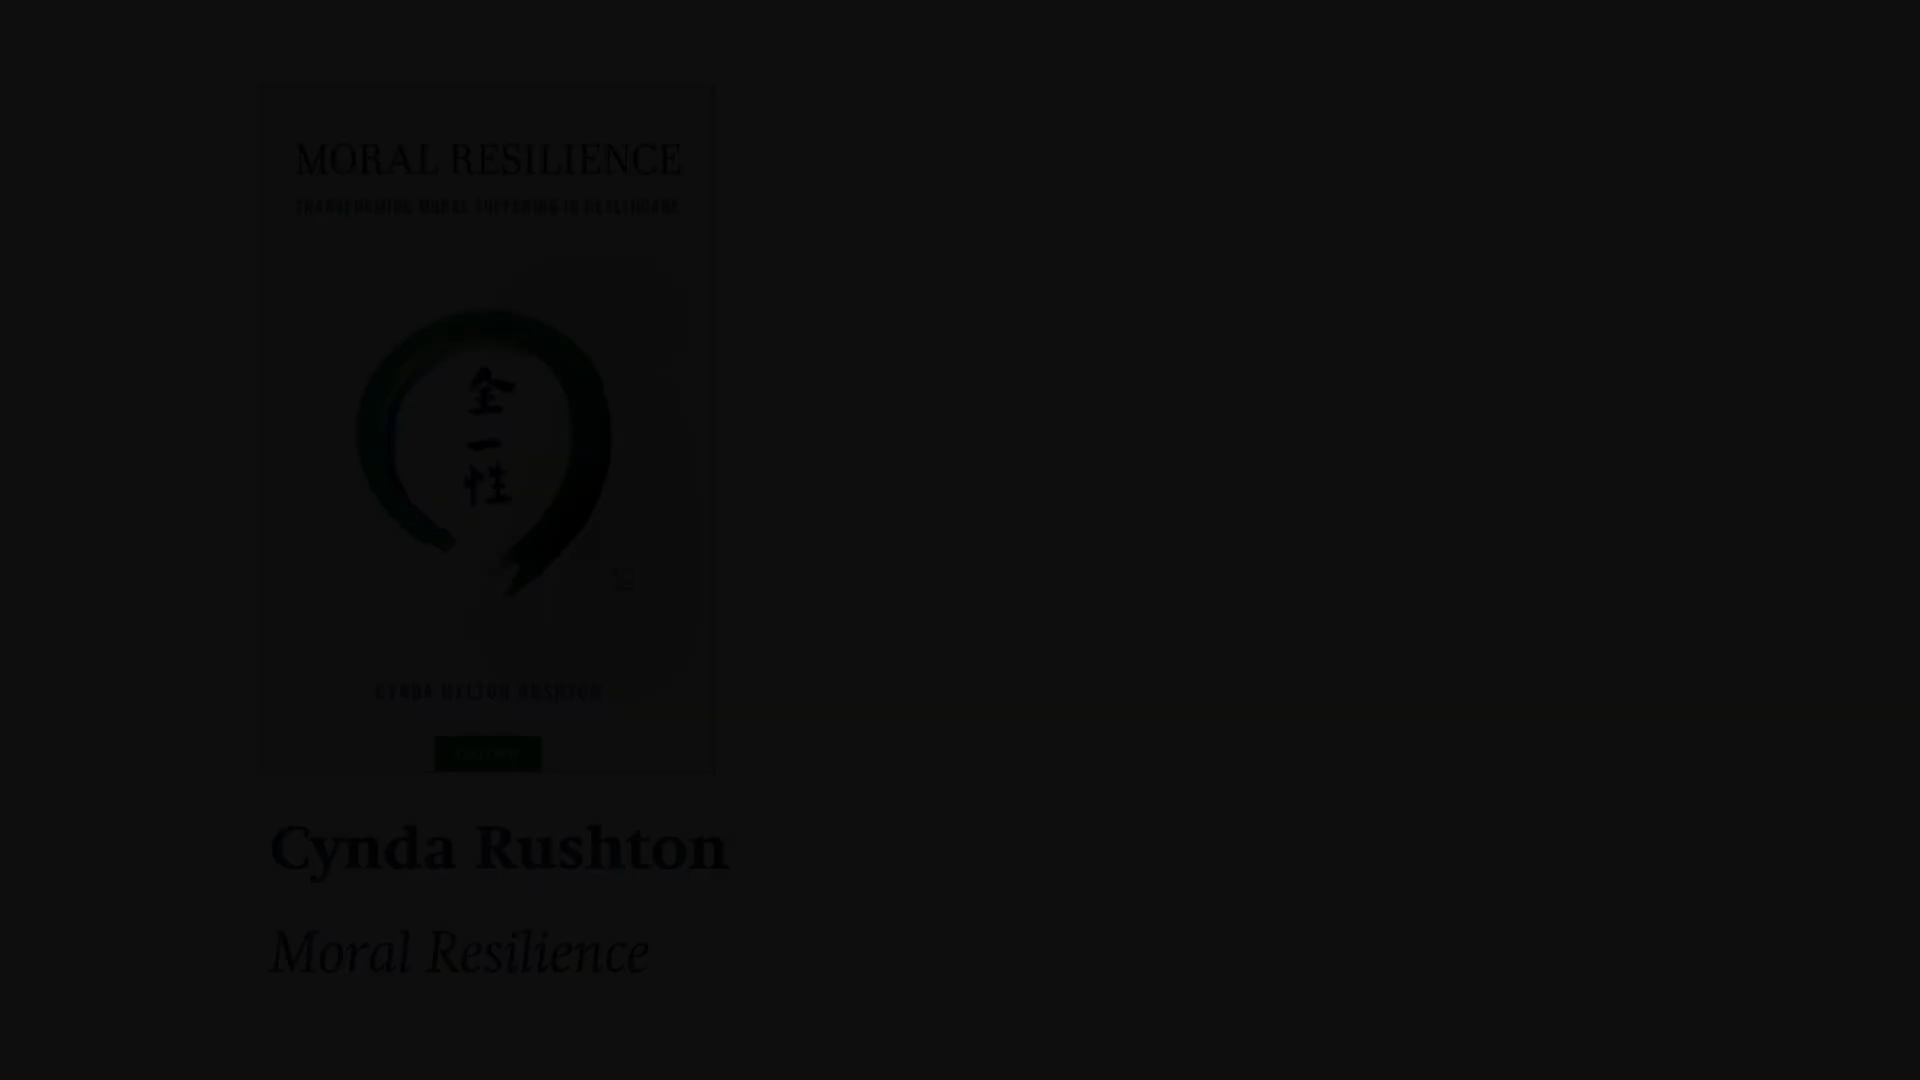 MORAL RESILIENCE
TRANSFORMING MORAL SUFFERING IN HEALTHCARE
全
一
性
CYNDA HYLTON RUSHTON
Cynda Rushton
Moral Resilience